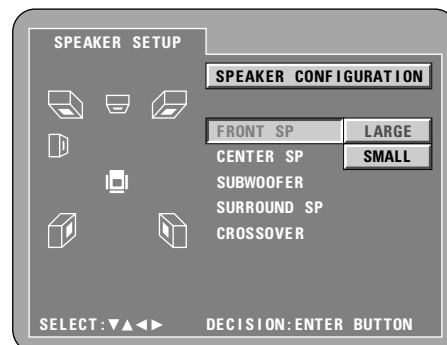 SPEAKER SETUP
SPEAKER CONFIGURATION
FRONT SP LARGE
CENTER SP SMALL
SUBWOOFER
SURROUND SP
CROSSOVER
SELECT:▼▲◄► DECISION:ENTER BUTTON